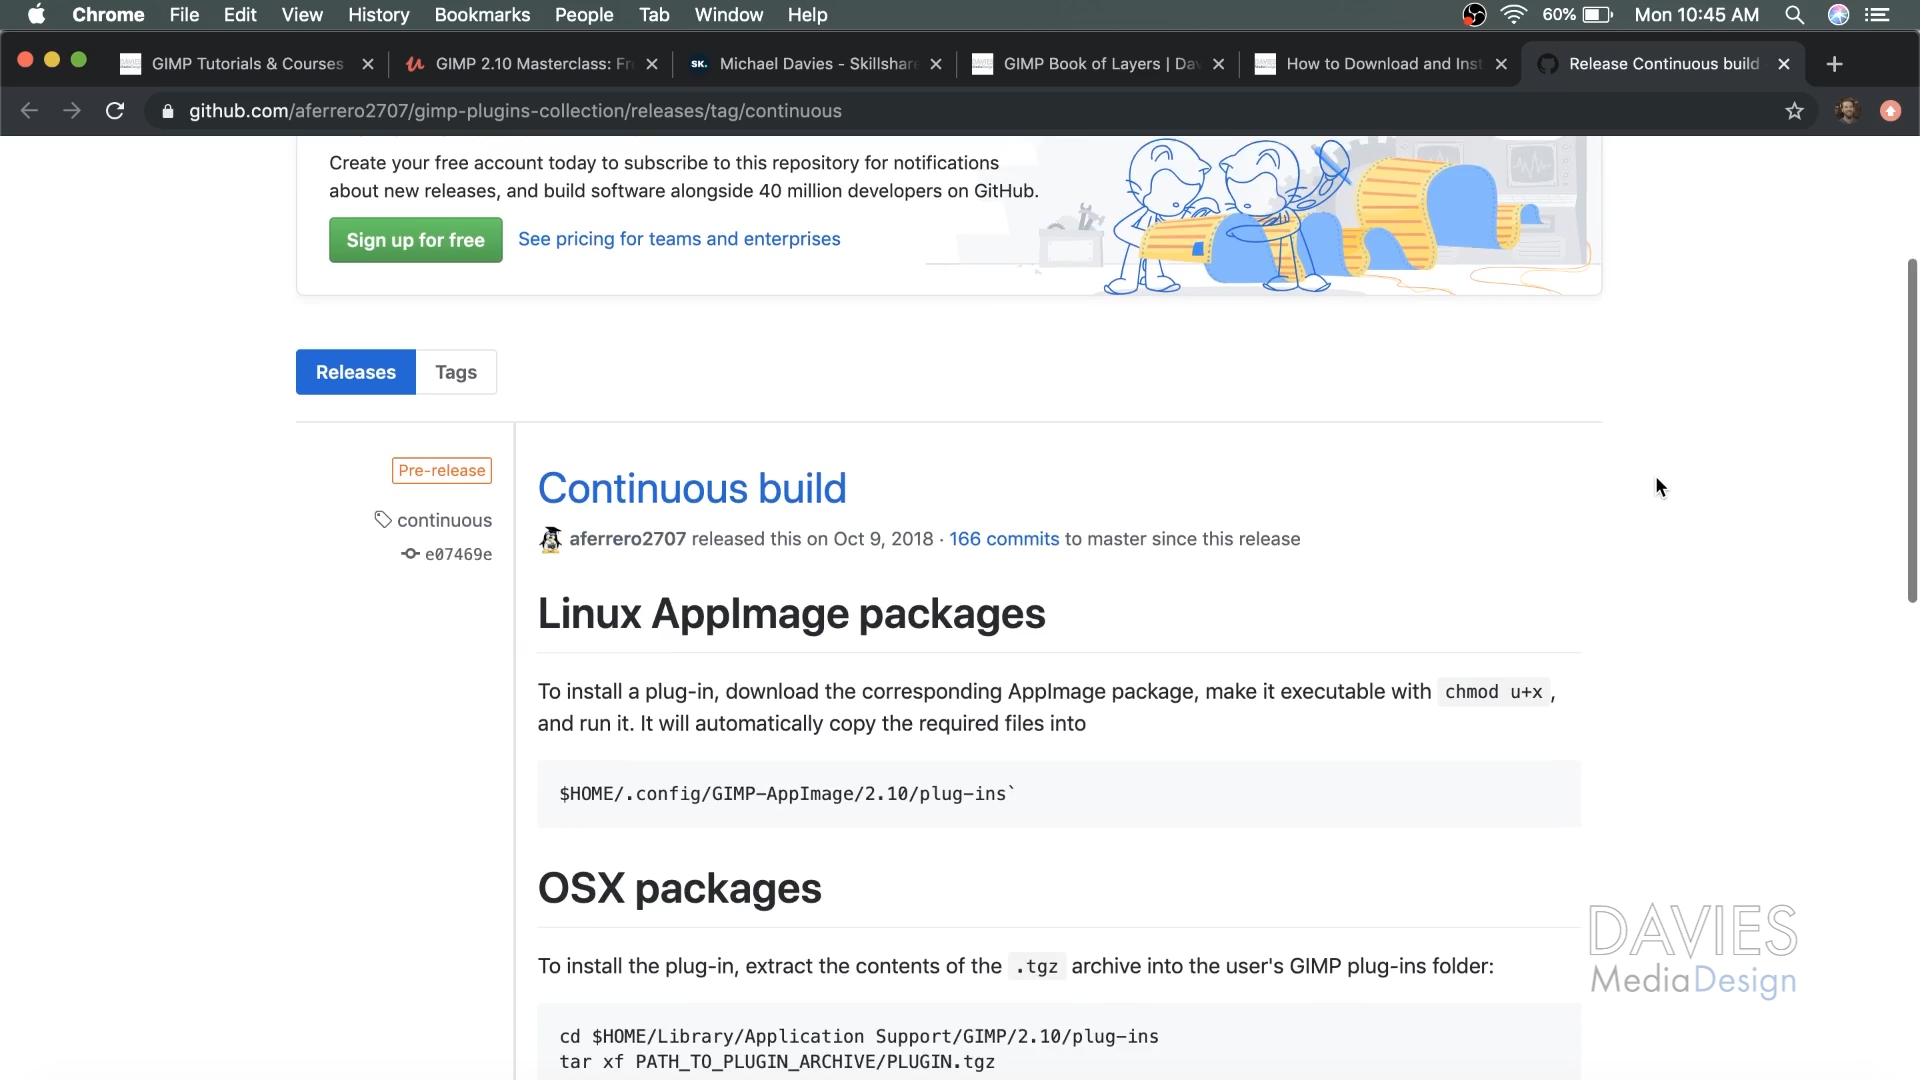 Chrome File Edit View History Bookmarks People Tab Window Help 60% Mon 10:45 AM
GIMP Tutorials & Courses GIMP 2.10 Masterclass: Fr SK. Michael Davies - Skillshare GIMP Book of Layers | Dav How to Download and Inst Release Continuous build
github.com/aferrero2707/gimp-plugins-collection/releases/tag/continuous
Create your free account today to subscribe to this repository for notifications
about new releases, and build software alongside 40 million developers on GitHub.
Sign up for free See pricing for teams and enterprises
Releases Tags
Pre-release
continuous
e07469e
Continuous build
aferrero2707 released this on Oct 9, 2018 · 166 commits to master since this release
Linux AppImage packages
To install a plug-in, download the corresponding AppImage package, make it executable with chmod u+x ,
and run it. It will automatically copy the required files into
$HOME/.config/GIMP-AppImage/2.10/plug-ins`
OSX packages
To install the plug-in, extract the contents of the .tgz archive into the user's GIMP plug-ins folder:
cd $HOME/Library/Application Support/GIMP/2.10/plug-ins
tar xf PATH_TO_PLUGIN_ARCHIVE/PLUGIN.tgz
DAVIES
MediaDesign